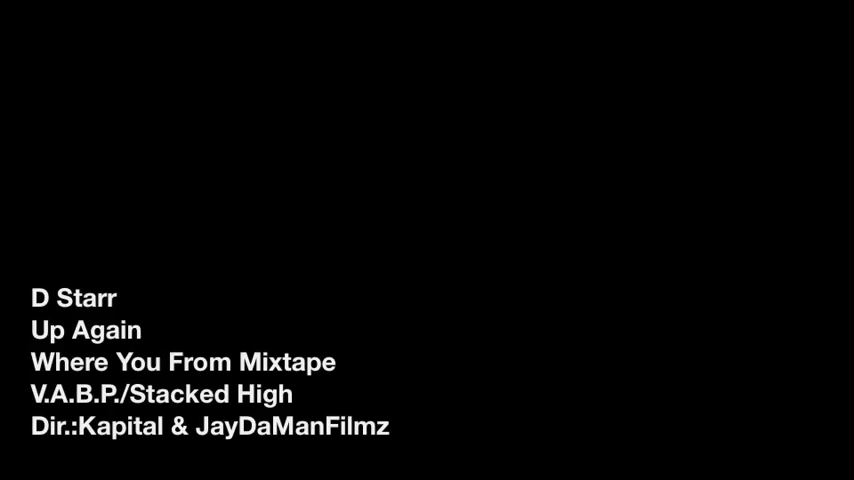 D Starr
Up Again
Where You From Mixtape
V.A.B.P./Stacked High
Dir.:Kapital & JayDaManFilmz